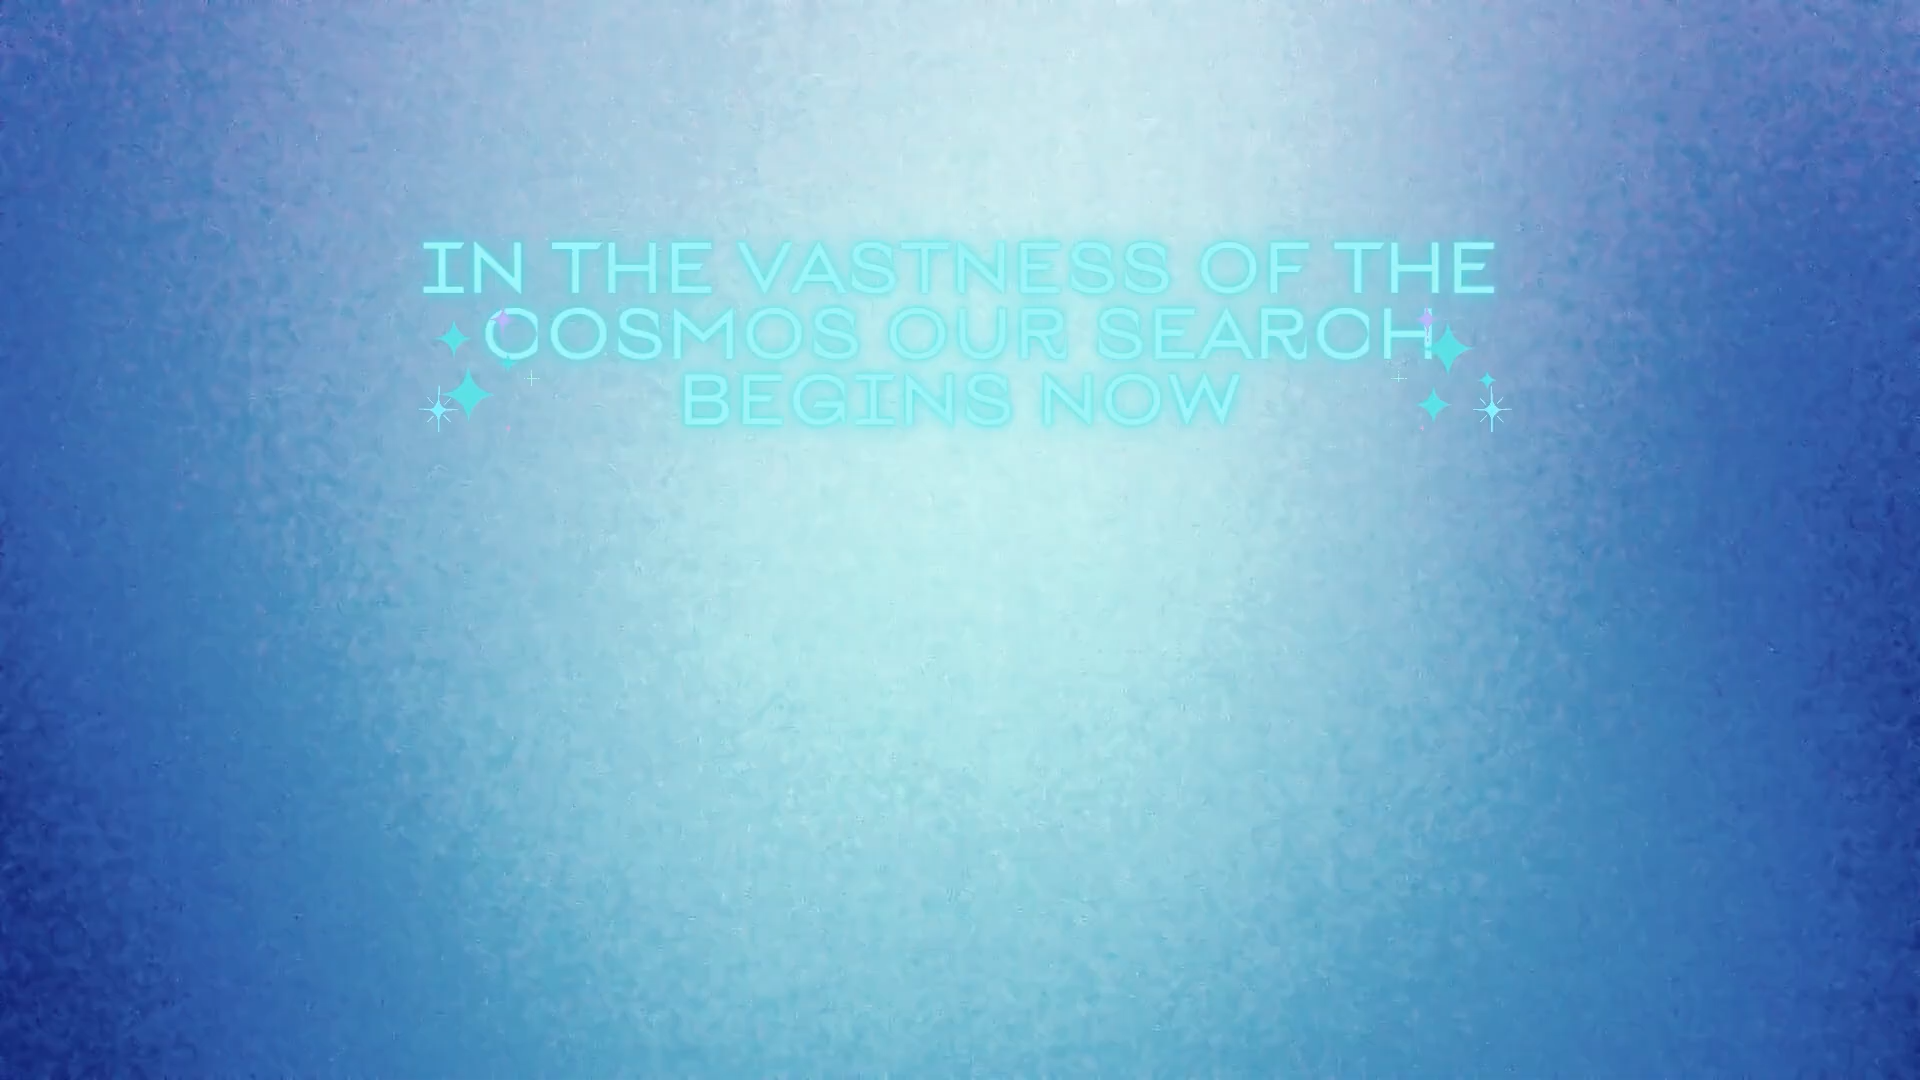 IN THE VASTNESS OF THE
COSMOS OUR SEARCH
BEGINS NOW